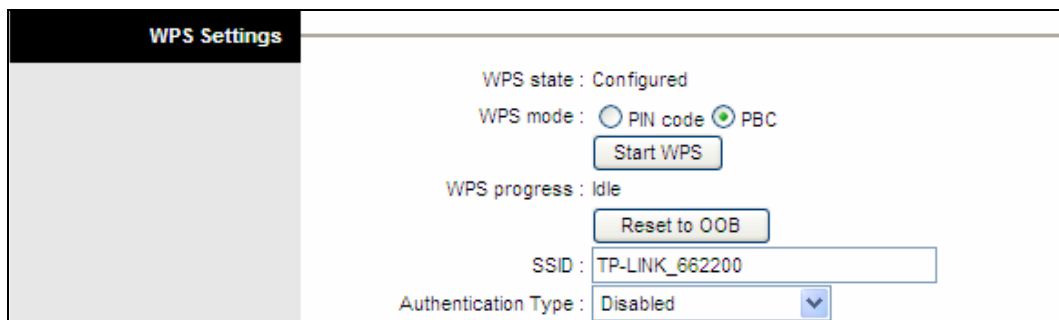 WPS Settings
WPS state : Configured
WPS mode : PIN code PBC
Start WPS
WPS progress : Idle
Reset to OOB
SSID : TP-LINK_662200
Authentication Type : Disabled